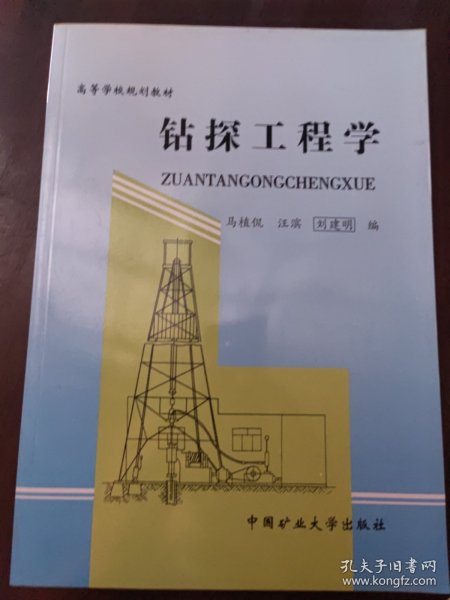 高等学校规划教材
钻探工程学
ZUANTANGONGCHENGXUE
马植侃 汪滨 刘建明 编
中国矿业大学出版社
孔夫子旧书网
www.kongfz.com